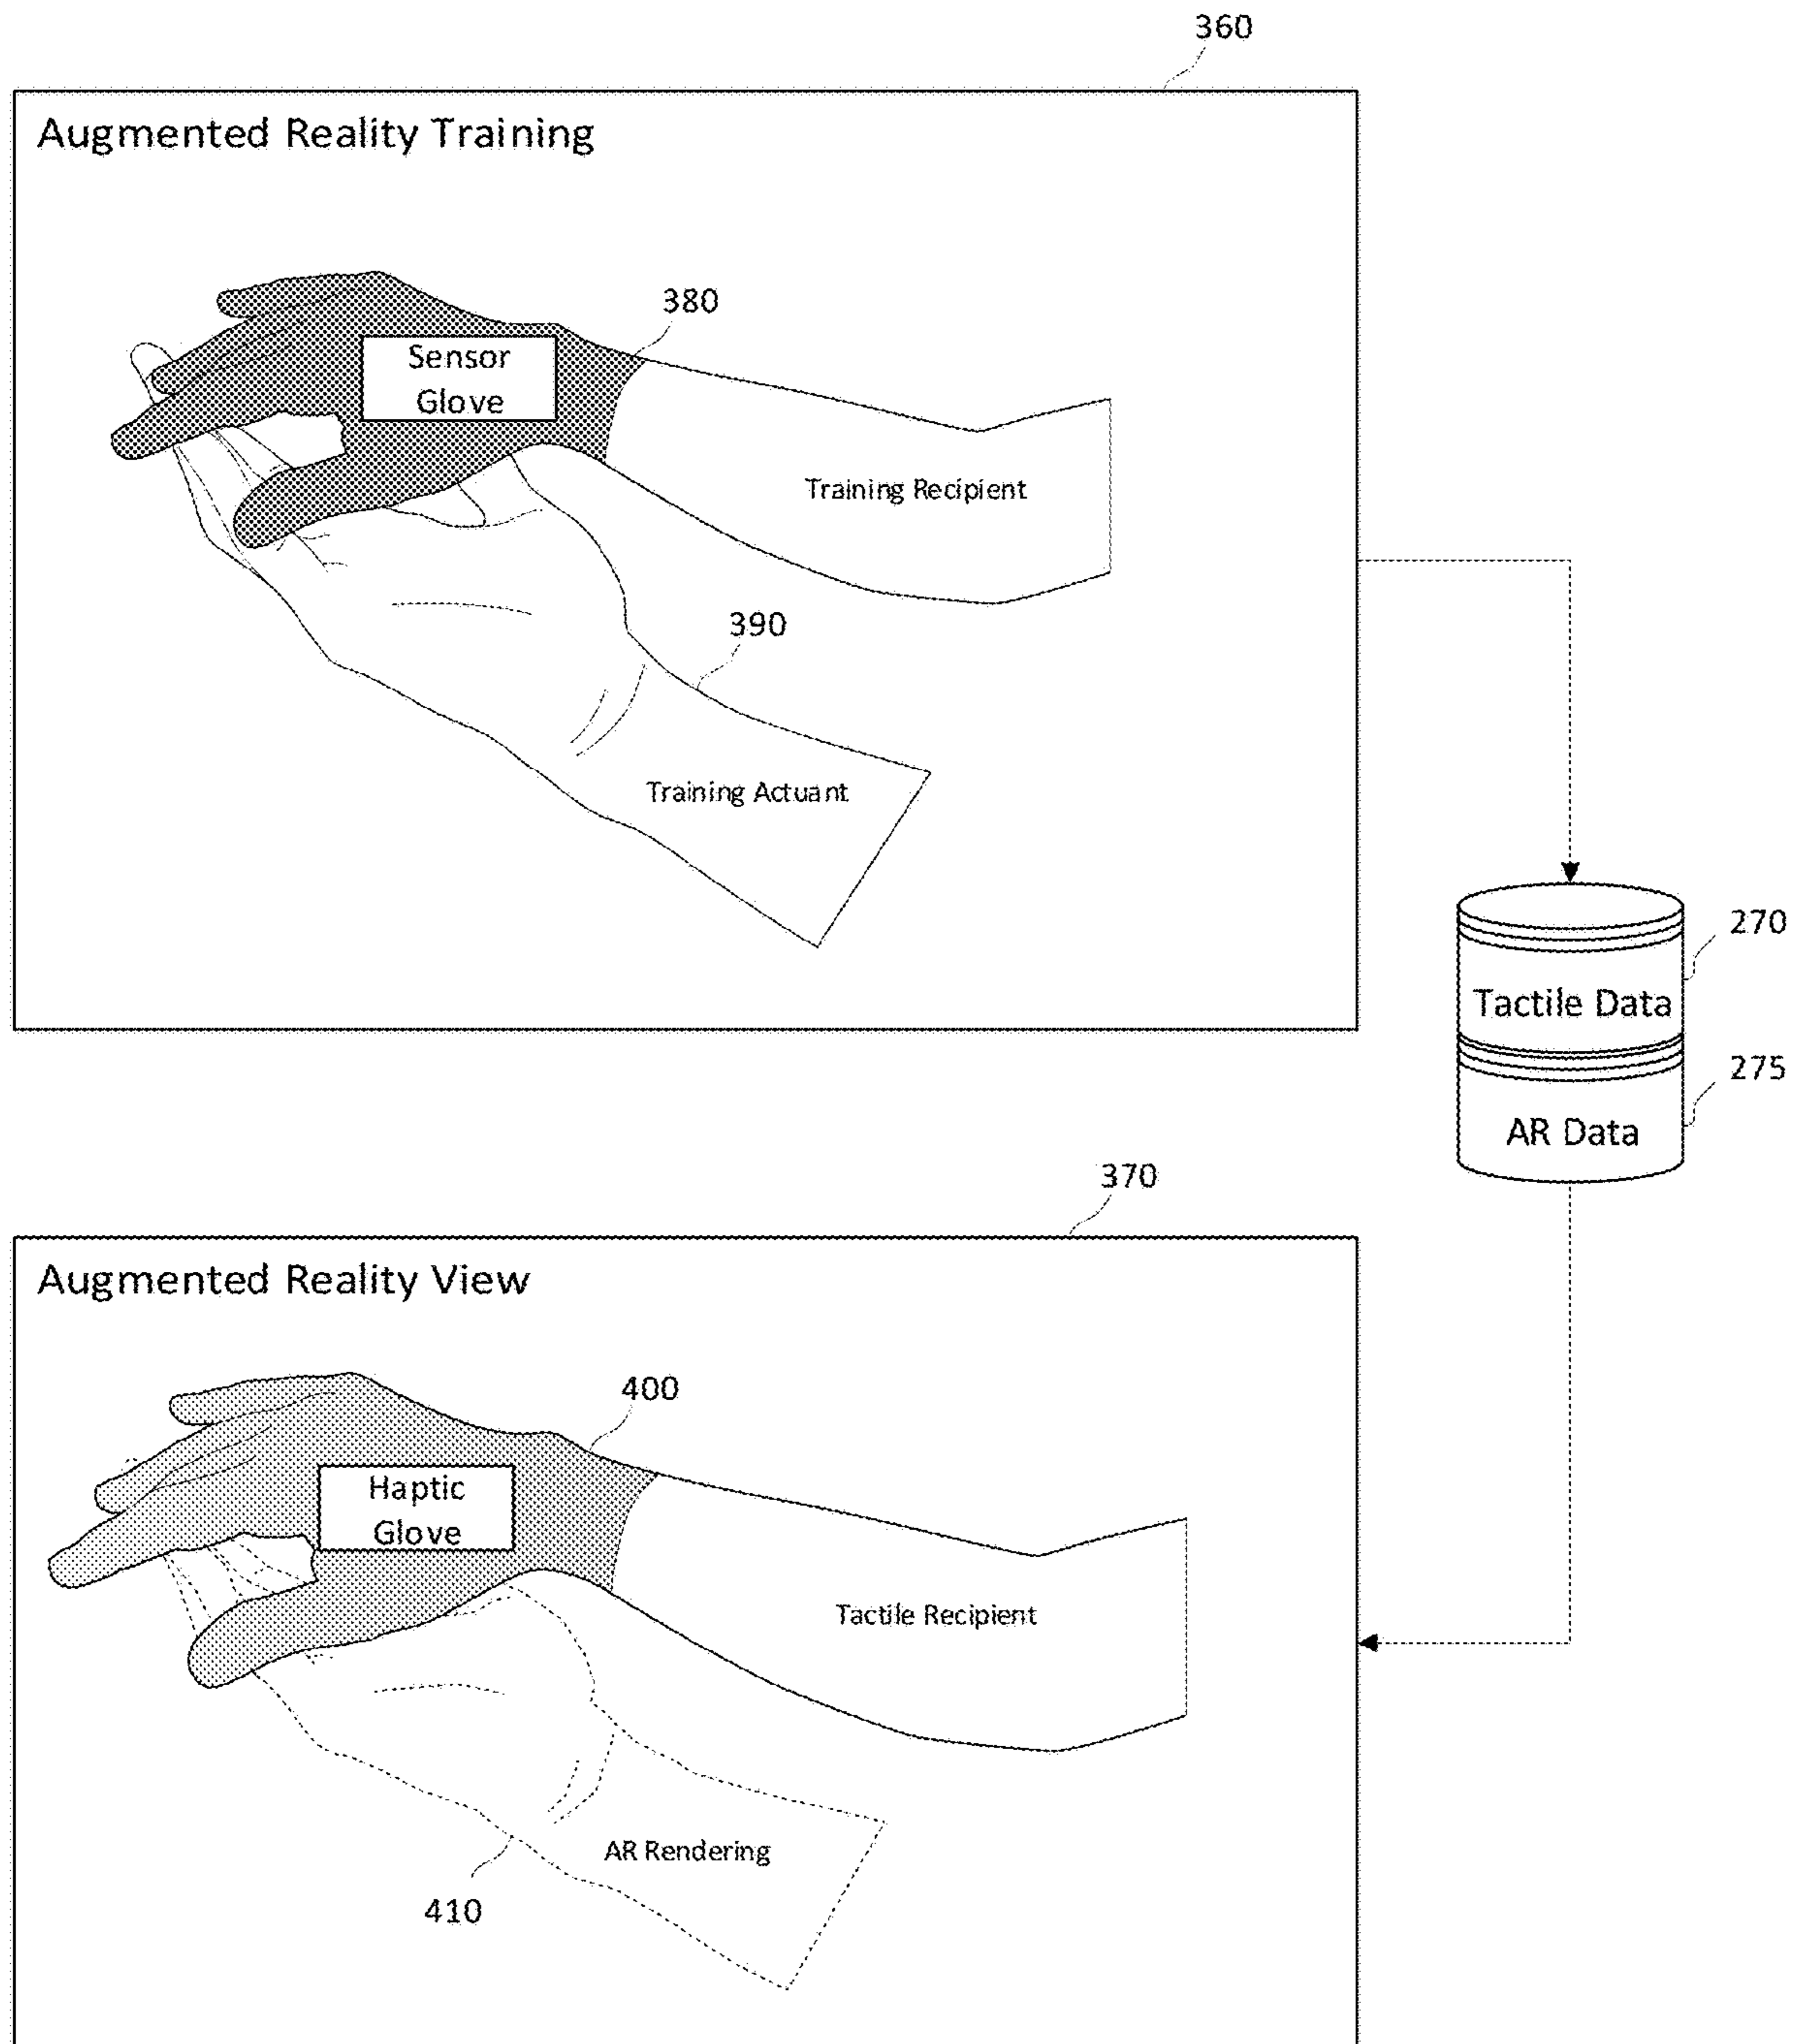 360
Augmented Reality Training
380
Sensor
Glove
Training Recipient
390
Training Actuant
270
Tactile Data
275
AR Data
370
Augmented Reality View
400
Haptic
Glove
Tactile Recipient
AR Rendering
410